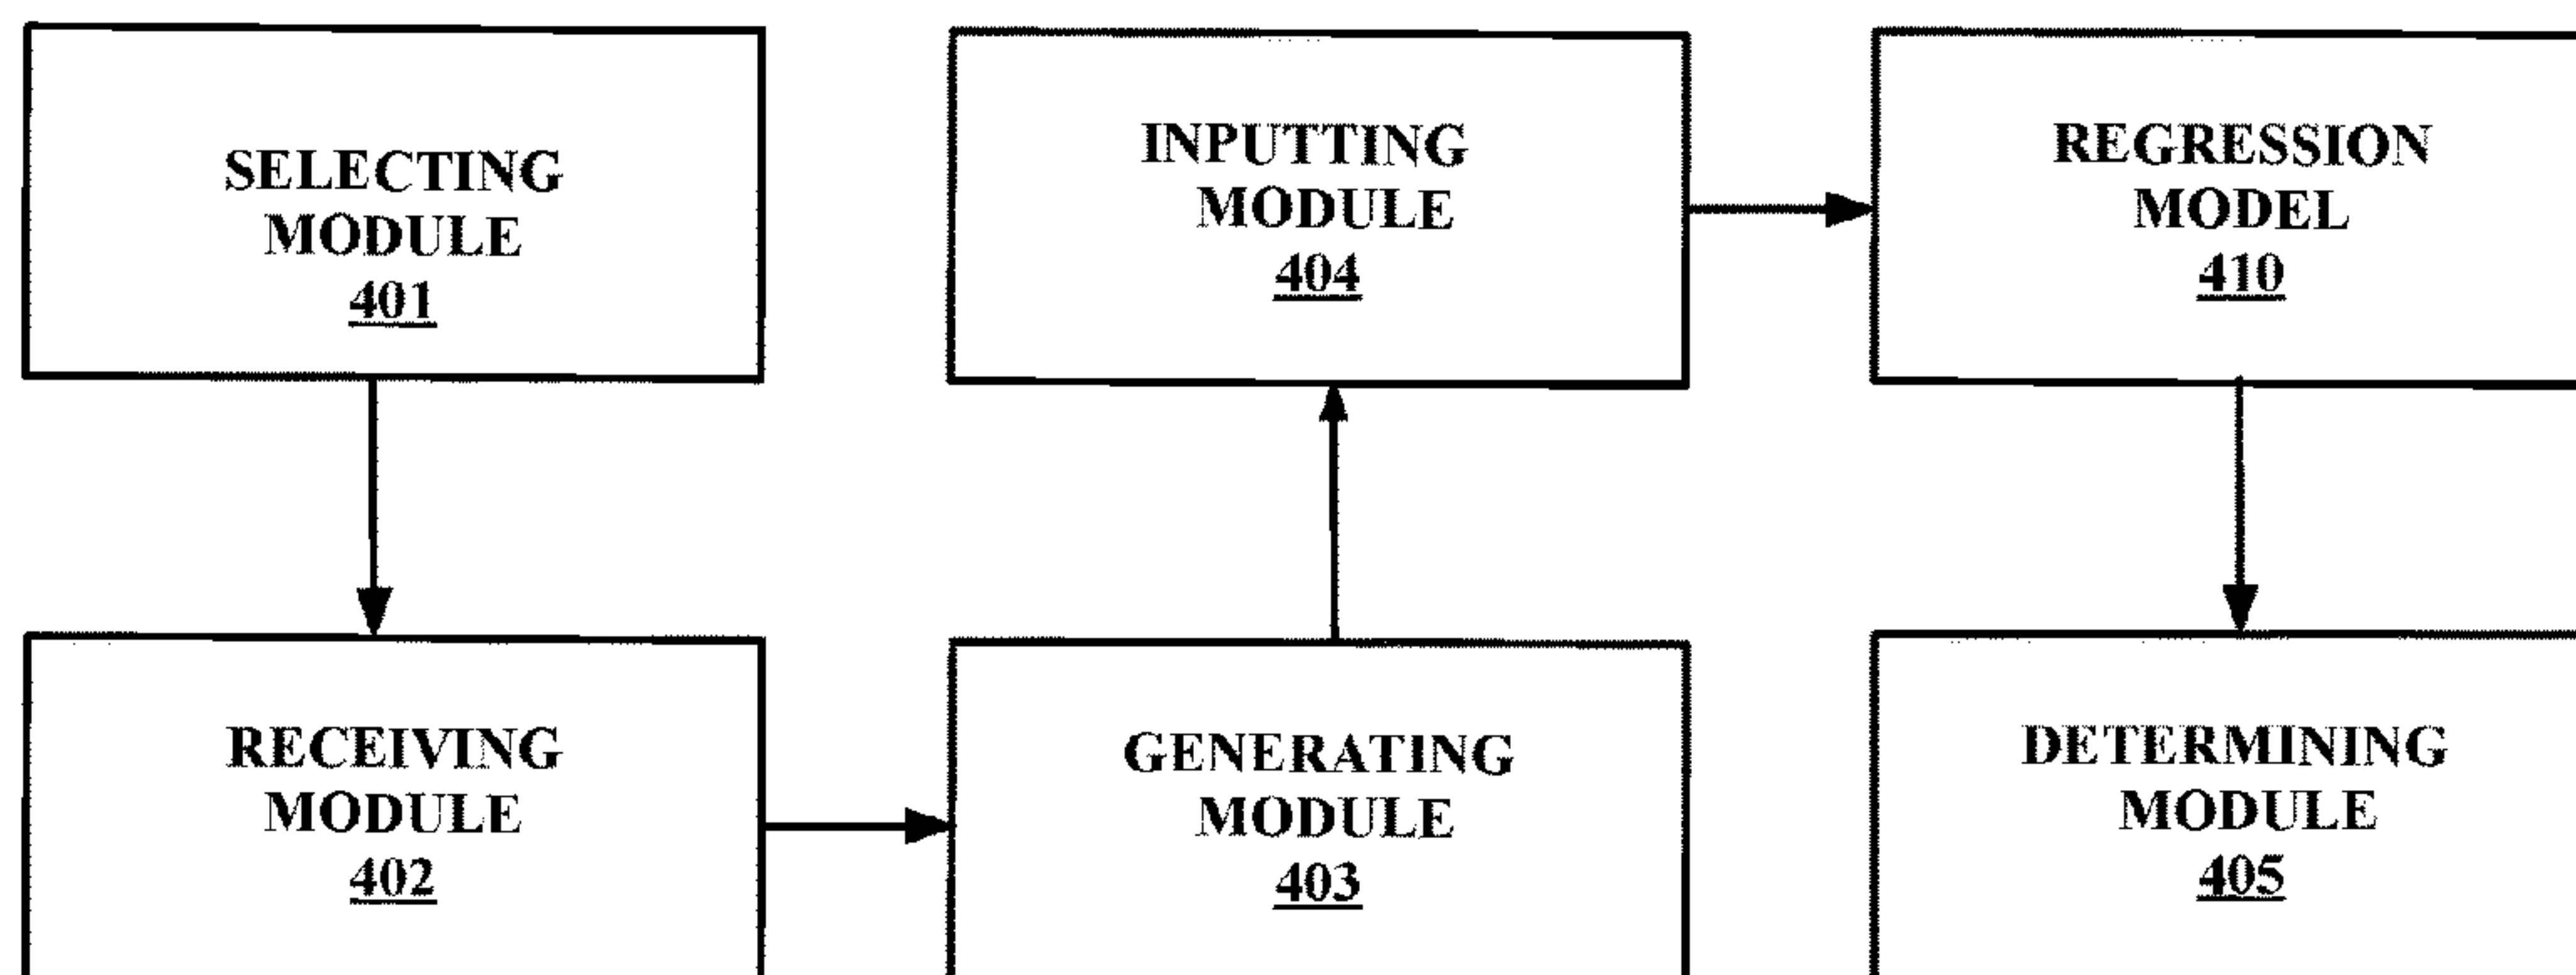 SELECTING
MODULE
401
INPUTTING
MODULE
404
REGRESSION
MODEL
410
RECEIVING
MODULE
402
GENERATING
MODULE
403
DETERMINING
MODULE
405